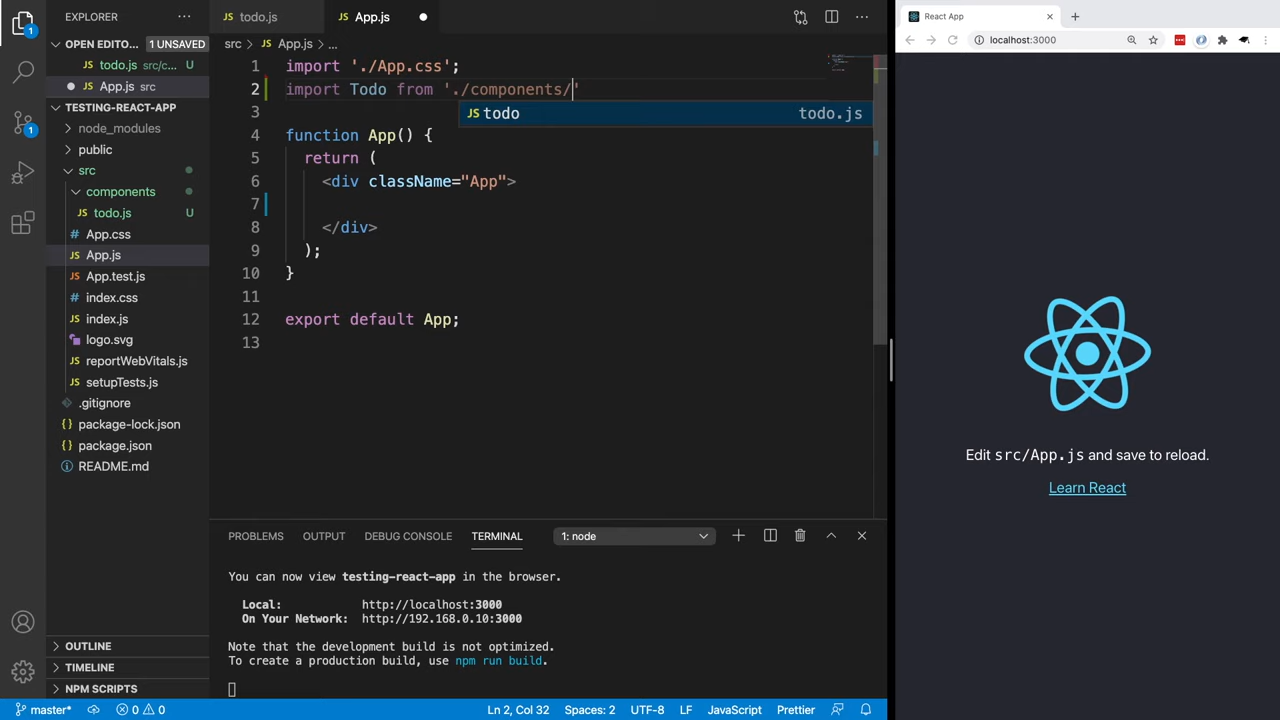 EXPLORER
todo.js
App.js
OPEN EDITO...
1 UNSAVED
todo.js src/c... U
App.js src
TESTING-REACT-APP
node_modules
public
src
components
JS todo.js U
# App.css
JS App.js
JS App.test.js
# index.css
JS index.js
logo.svg
JS reportWebVitals.js
JS setupTests.js
.gitignore
{} package-lock.json
{} package.json
README.md
OUTLINE
TIMELINE
NPM SCRIPTS
src > JS App.js > ...
1 import './App.css';
2 import Todo from './components/'
JS todo todo.js
3
4 function App() {
5 return (
6 <div className="App">
7
8 </div>
9 );
10 }
11
12 export default App;
13
PROBLEMS OUTPUT DEBUG CONSOLE TERMINAL 1: node
You can now view testing-react-app in the browser.
Local: http://localhost:3000
On Your Network: http://192.168.0.10:3000
Note that the development build is not optimized.
To create a production build, use npm run build.
master* 0 0 Ln 2, Col 32 Spaces: 2 UTF-8 LF JavaScript Prettier
React App
localhost:3000
Edit src/App.js and save to reload.
Learn React